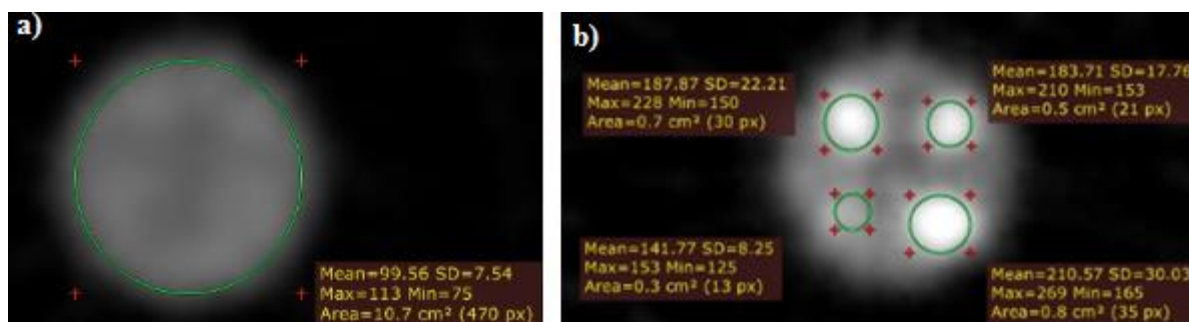 a)
Mean=99.56 SD=7.54
Max=113 Min=75
Area=10.7 cm² (470 px)
b)
Mean=187.87 SD=22.21
Max=228 Min=150
Area=0.7 cm² (30 px)
Mean=183.71 SD=17.76
Max=210 Min=153
Area=0.5 cm² (21 px)
Mean=141.77 SD=8.25
Max=153 Min=125
Area=0.3 cm² (13 px)
Mean=210.57 SD=30.03
Max=269 Min=165
Area=0.8 cm² (35 px)